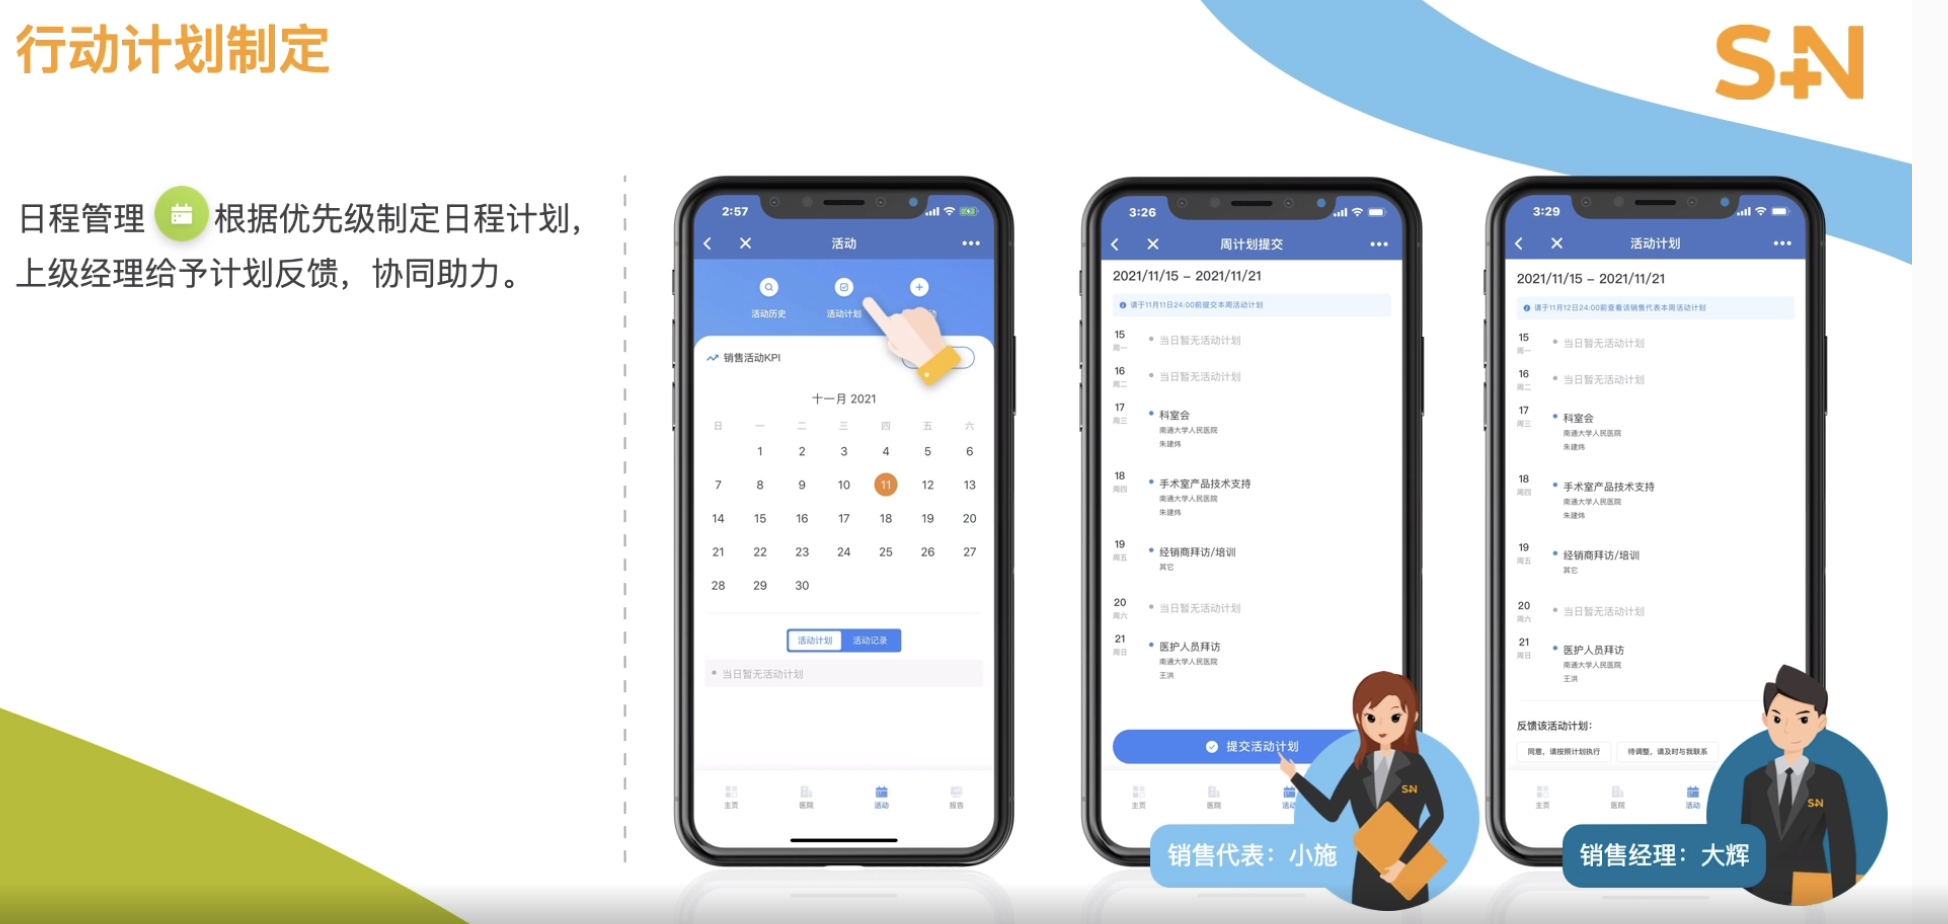 行动计划制定
S+N
日程管理 根据优先级制定日程计划，
上级经理给予计划反馈，协同助力。
2:57
活动
活动历史
活动计划
销售活动KPI
十一月 2021
日 一 二 三 四 五 六
1 2 3 4 5 6
7 8 9 10 11 12 13
14 15 16 17 18 19 20
21 22 23 24 25 26 27
28 29 30
活动计划 活动记录
当日暂无活动计划
主页 医院 活动 报告
3:26
周计划提交
2021/11/15 – 2021/11/21
请于11月11日24:00前提交本周活动计划
15
周一
当日暂无活动计划
16
周二
当日暂无活动计划
17
周三
科室会
南通大学人民医院
朱建炜
18
周四
手术室产品技术支持
南通大学人民医院
朱建炜
19
周五
经销商拜访/培训
其它
20
周六
当日暂无活动计划
21
周日
医护人员拜访
南通大学人民医院
王洪
提交活动计划
主页 医院 活动
S+N
销售代表：小施
3:29
活动计划
2021/11/15 – 2021/11/21
请于11月12日24:00前查看该销售代表本周活动计划
15
周一
当日暂无活动计划
16
周二
当日暂无活动计划
17
周三
科室会
南通大学人民医院
朱建炜
18
周四
手术室产品技术支持
南通大学人民医院
朱建炜
19
周五
经销商拜访/培训
其它
20
周六
当日暂无活动计划
21
周日
医护人员拜访
南通大学人民医院
王洪
反馈该活动计划：
同意，请按照计划执行
待调整，请及时与我联系
主页 医院 活动
S+N
销售经理：大辉